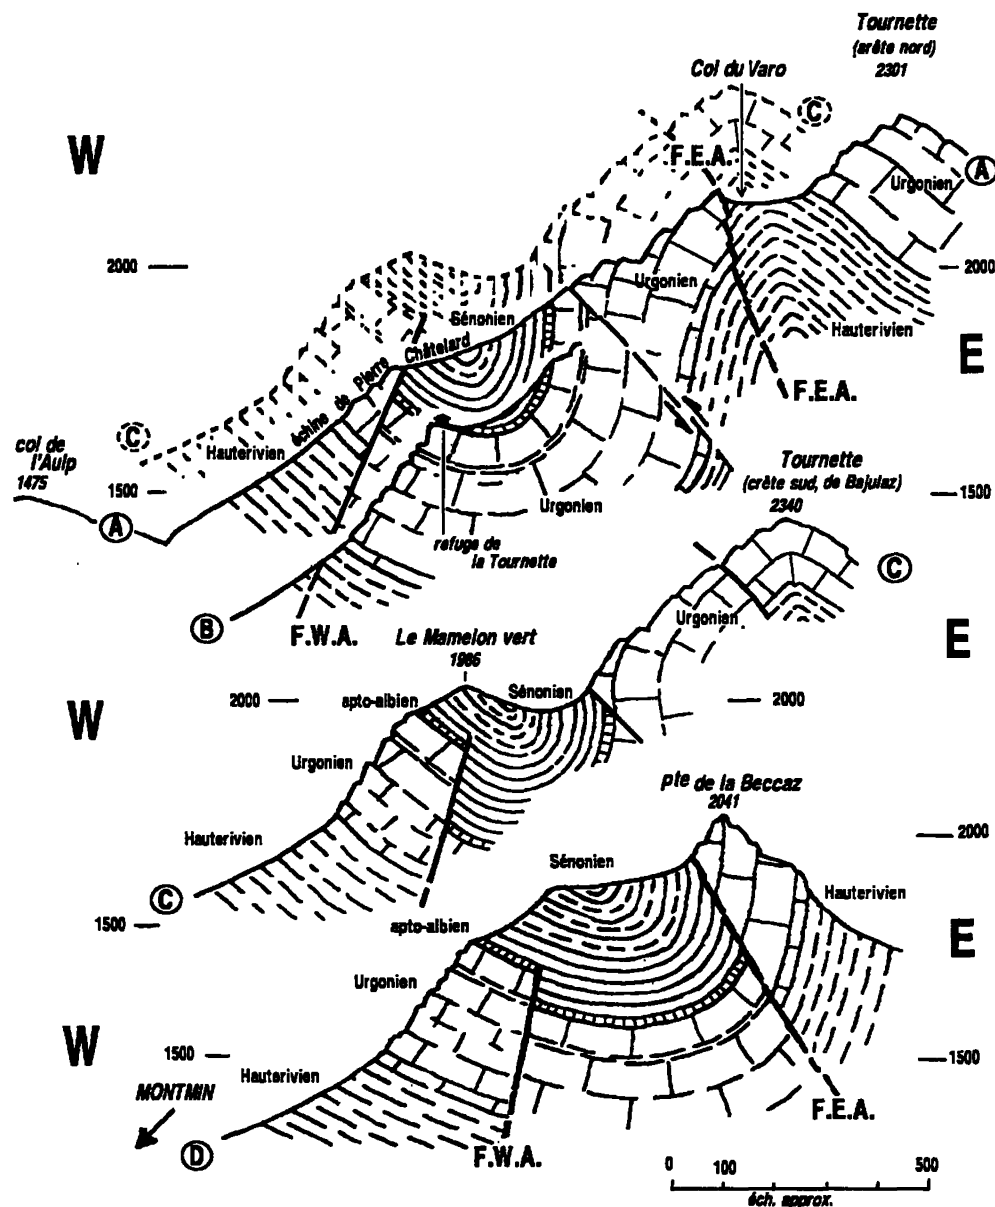 Tournette
(arête nord)
2301
Col du Varo
C
W
F.E.A.
Urgonien
A
2000
2000
Urgonien
Sénonien
Châtelard
échine de Pierre
Hauterivien
E
F.E.A.
C
Hauterivien
col de
l'Aulp
1475
1500
1500
A
Tournette
(crête sud, de Bajulaz)
2340
Urgonien
refuge de
la Tournette
B
F.W.A.
C
Urgonien
E
Le Mamelon vert
1986
Sénonien
apto-albien
2000
2000
W
Urgonien
pte de la Beccaz
2041
Hauterivien
2000
Sénonien
Hauterivien
C
1500
apto-albien
E
Urgonien
W
1500
1500
Hauterivien
MONTMIN
F.E.A.
D
F.W.A.
0 100 500
éch. approx.